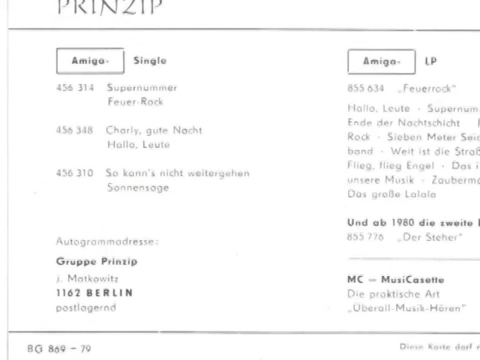 PRINZIP
Amiga- Single
456 314 Supernummer
Feuer-Rock
456 348 Charly, gute Nacht
Hallo, Leute
456 310 So kann's nicht weitergehen
Sonnensage
Autogrammadresse:
Gruppe Prinzip
J. Matkowitz
1162 BERLIN
postlagernd
BG 869 – 79
Amiga- LP
855 634 „Feuerrock"
Hallo, Leute · Supernum
Ende der Nachtschicht
Rock · Sieben Meter Seid
band · Weit ist die Straß
Flieg, flieg Engel · Das i
unsere Musik · Zauberm
Das große Lalala
Und ab 1980 die zweite
855 776 „Der Steher"
MC = MusiCasette
Die praktische Art
„Überall-Musik-Hören"
Diese Karte darf